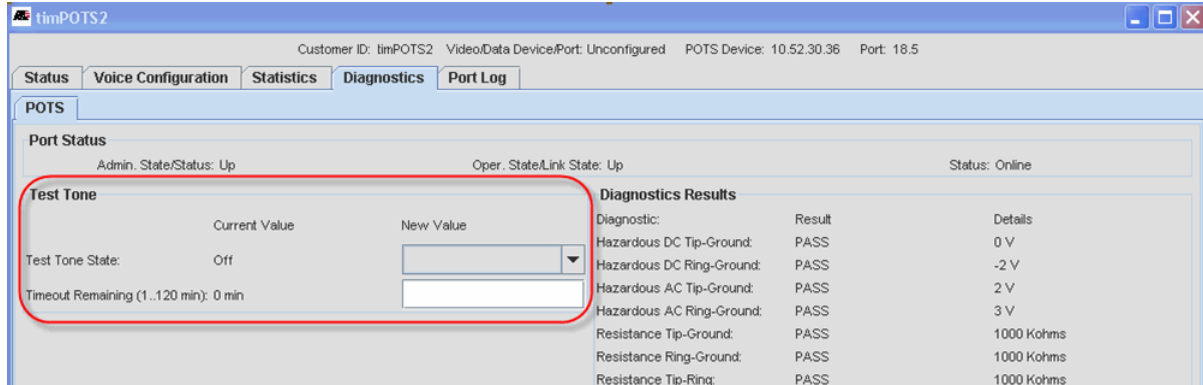 timPOTS2
Customer ID: timPOTS2 Video/Data Device/Port: Unconfigured POTS Device: 10.52.30.36 Port: 18.5
Status Voice Configuration Statistics Diagnostics Port Log
POTS
Port Status
Admin. State/Status: Up Oper. State/Link State: Up Status: Online
Test Tone
Current Value New Value
Test Tone State: Off
Timeout Remaining (1..120 min): 0 min
Diagnostics Results
Diagnostic: Result Details
Hazardous DC Tip-Ground: PASS 0 V
Hazardous DC Ring-Ground: PASS -2 V
Hazardous AC Tip-Ground: PASS 2 V
Hazardous AC Ring-Ground: PASS 3 V
Resistance Tip-Ground: PASS 1000 Kohms
Resistance Ring-Ground: PASS 1000 Kohms
Resistance Tip-Ring: PASS 1000 Kohms